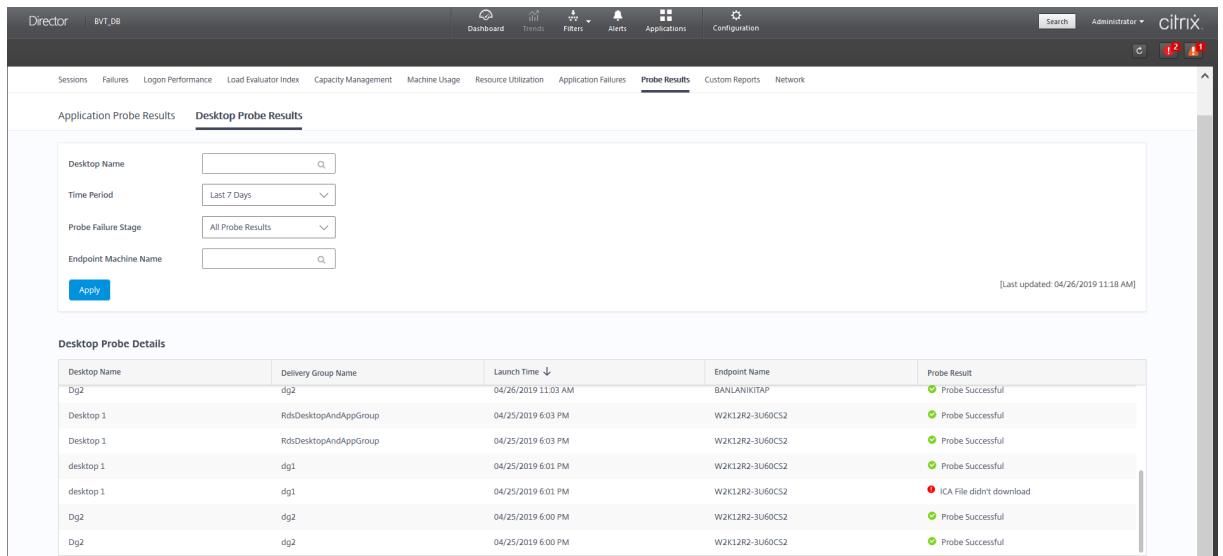 Director BVT_DB
Dashboard Trends Filters Alerts Applications Configuration
Search Administrator citrix
2 1
Sessions Failures Logon Performance Load Evaluator Index Capacity Management Machine Usage Resource Utilization Application Failures Probe Results Custom Reports Network
Application Probe Results Desktop Probe Results
Desktop Name
Time Period Last 7 Days
Probe Failure Stage All Probe Results
Endpoint Machine Name
Apply
[Last updated: 04/26/2019 11:18 AM]
Desktop Probe Details
Desktop Name Delivery Group Name Launch Time Endpoint Name Probe Result
Dg2 dg2 04/26/2019 11:03 AM BANLANIKITAP Probe Successful
Desktop 1 RdsDesktopAndAppGroup 04/25/2019 6:03 PM W2K12R2-3U60CS2 Probe Successful
Desktop 1 RdsDesktopAndAppGroup 04/25/2019 6:03 PM W2K12R2-3U60CS2 Probe Successful
desktop 1 dg1 04/25/2019 6:01 PM W2K12R2-3U60CS2 Probe Successful
desktop 1 dg1 04/25/2019 6:01 PM W2K12R2-3U60CS2 ICA File didn't download
Dg2 dg2 04/25/2019 6:00 PM W2K12R2-3U60CS2 Probe Successful
Dg2 dg2 04/25/2019 6:00 PM W2K12R2-3U60CS2 Probe Successful